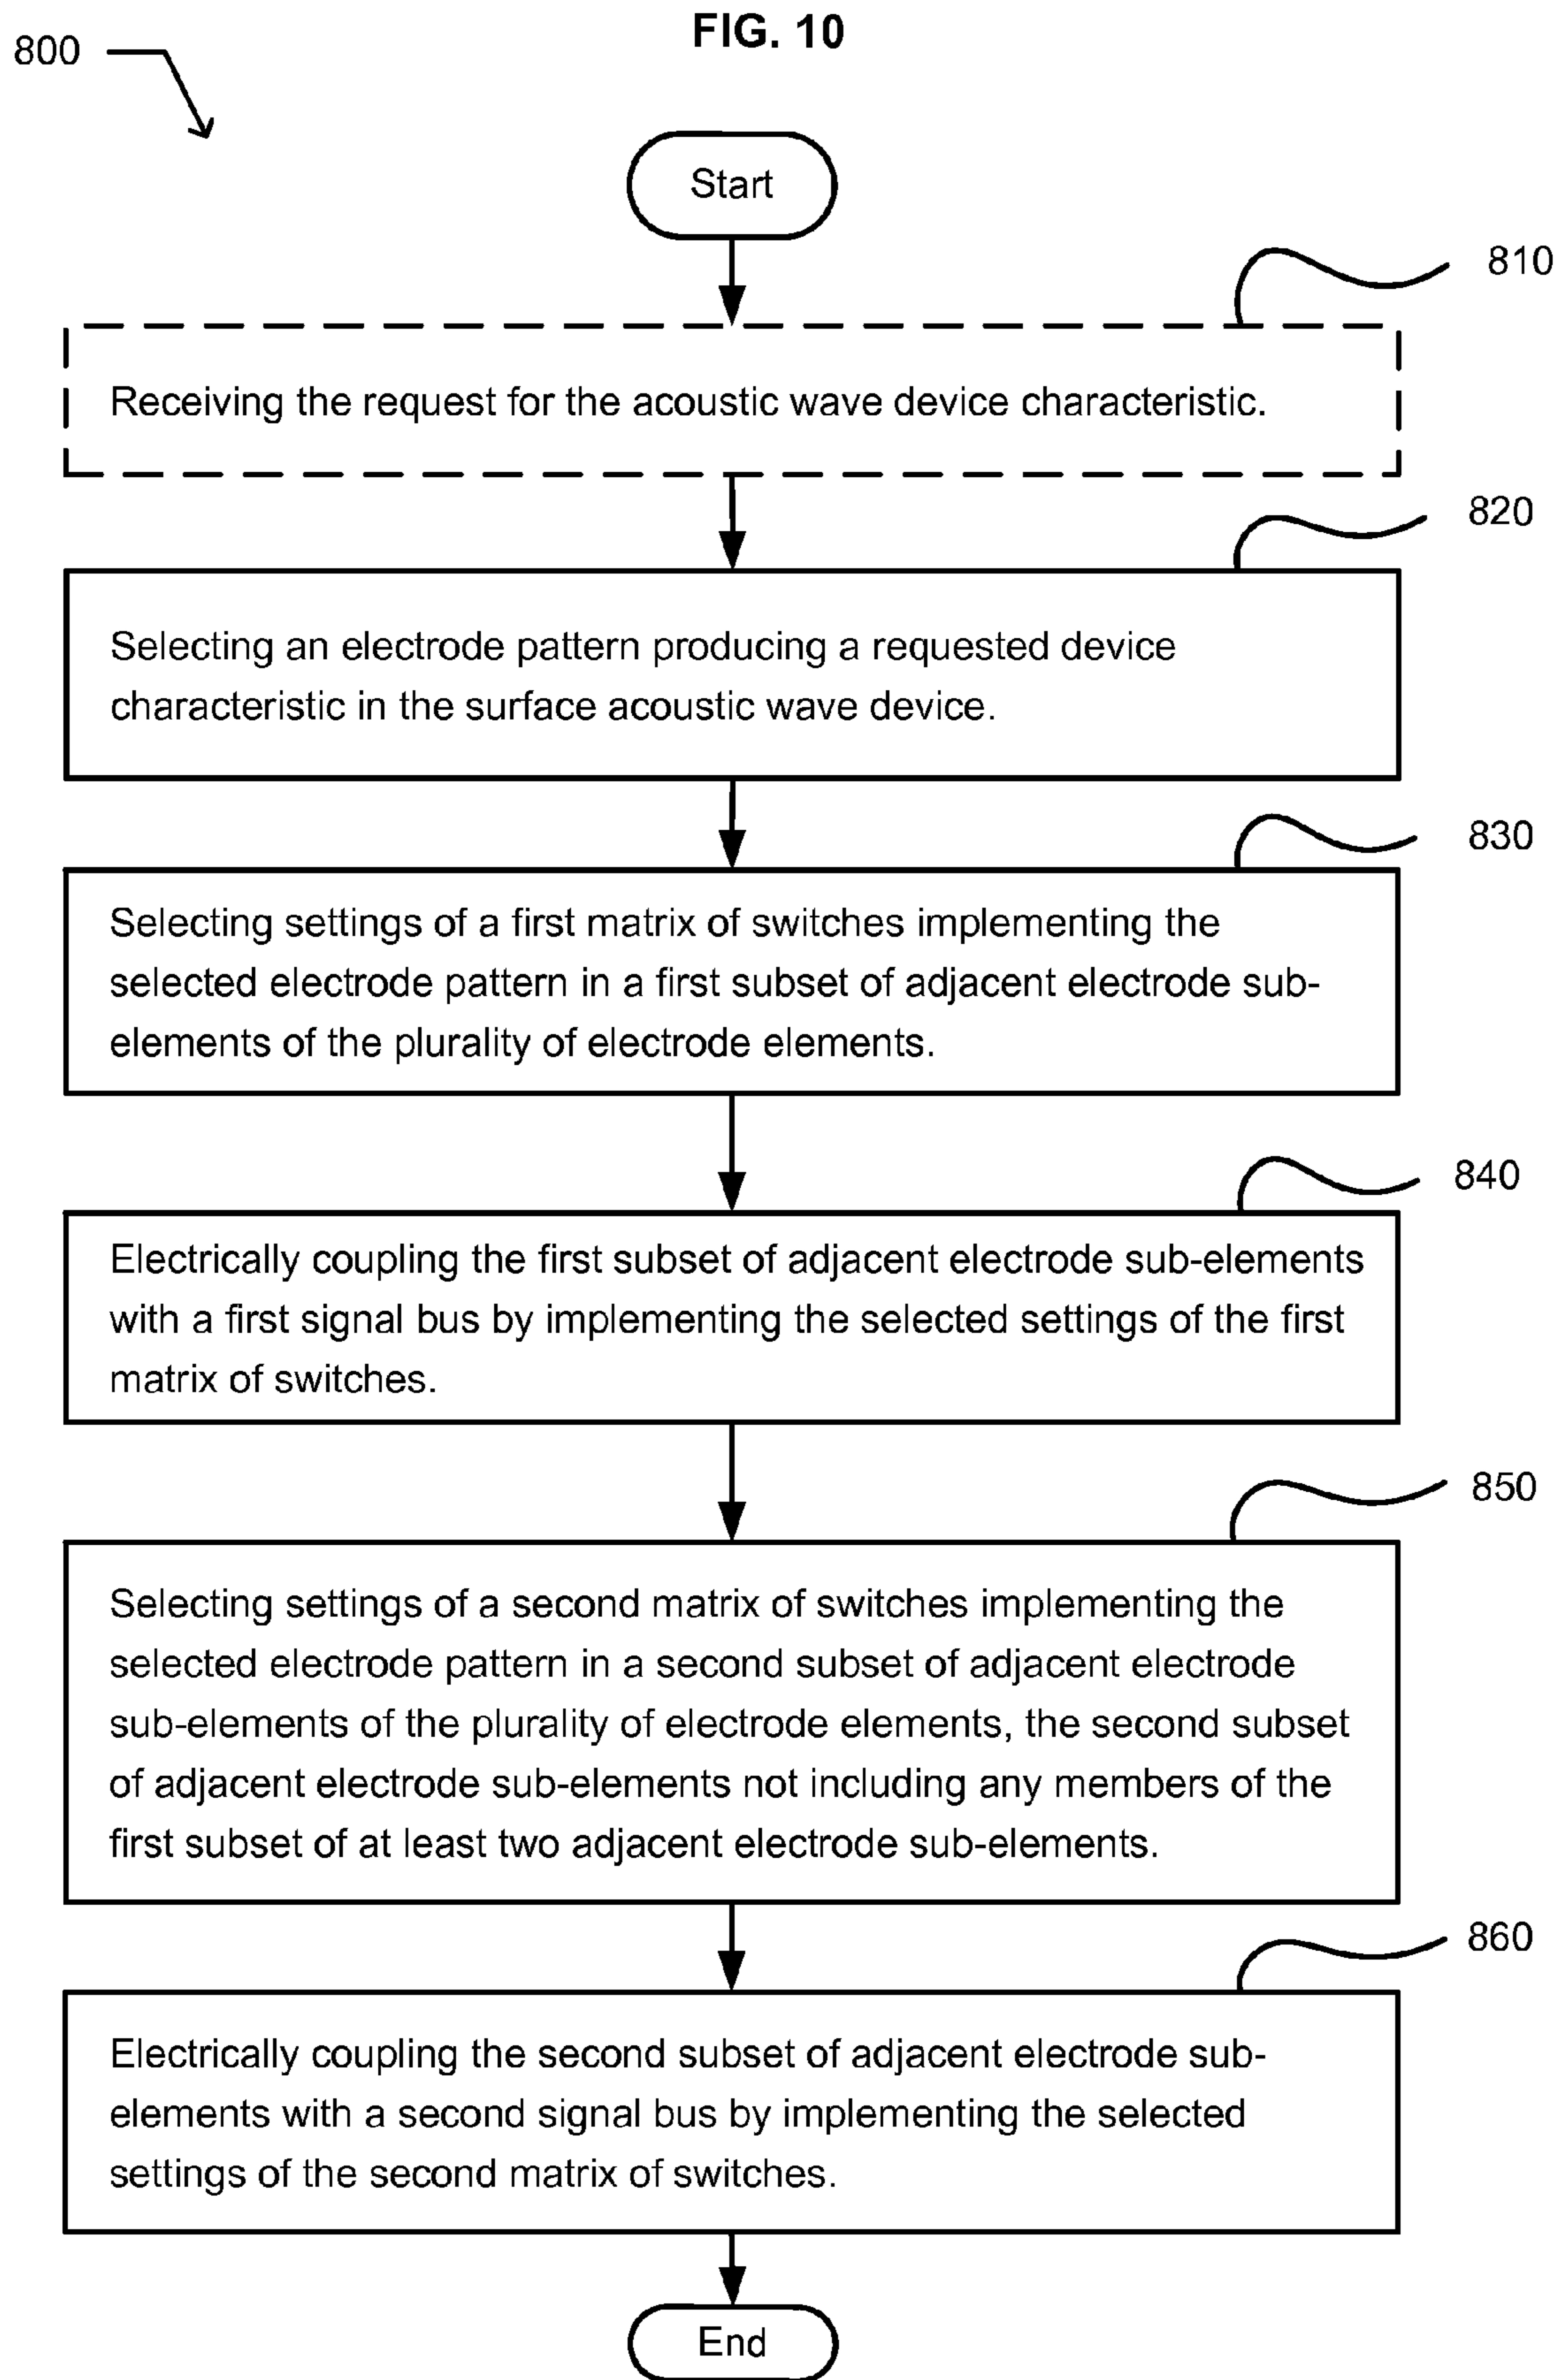 FIG. 10
800
Start
810
Receiving the request for the acoustic wave device characteristic.
820
Selecting an electrode pattern producing a requested device
characteristic in the surface acoustic wave device.
830
Selecting settings of a first matrix of switches implementing the
selected electrode pattern in a first subset of adjacent electrode sub-
elements of the plurality of electrode elements.
840
Electrically coupling the first subset of adjacent electrode sub-elements
with a first signal bus by implementing the selected settings of the first
matrix of switches.
850
Selecting settings of a second matrix of switches implementing the
selected electrode pattern in a second subset of adjacent electrode
sub-elements of the plurality of electrode elements, the second subset
of adjacent electrode sub-elements not including any members of the
first subset of at least two adjacent electrode sub-elements.
860
Electrically coupling the second subset of adjacent electrode sub-
elements with a second signal bus by implementing the selected
settings of the second matrix of switches.
End